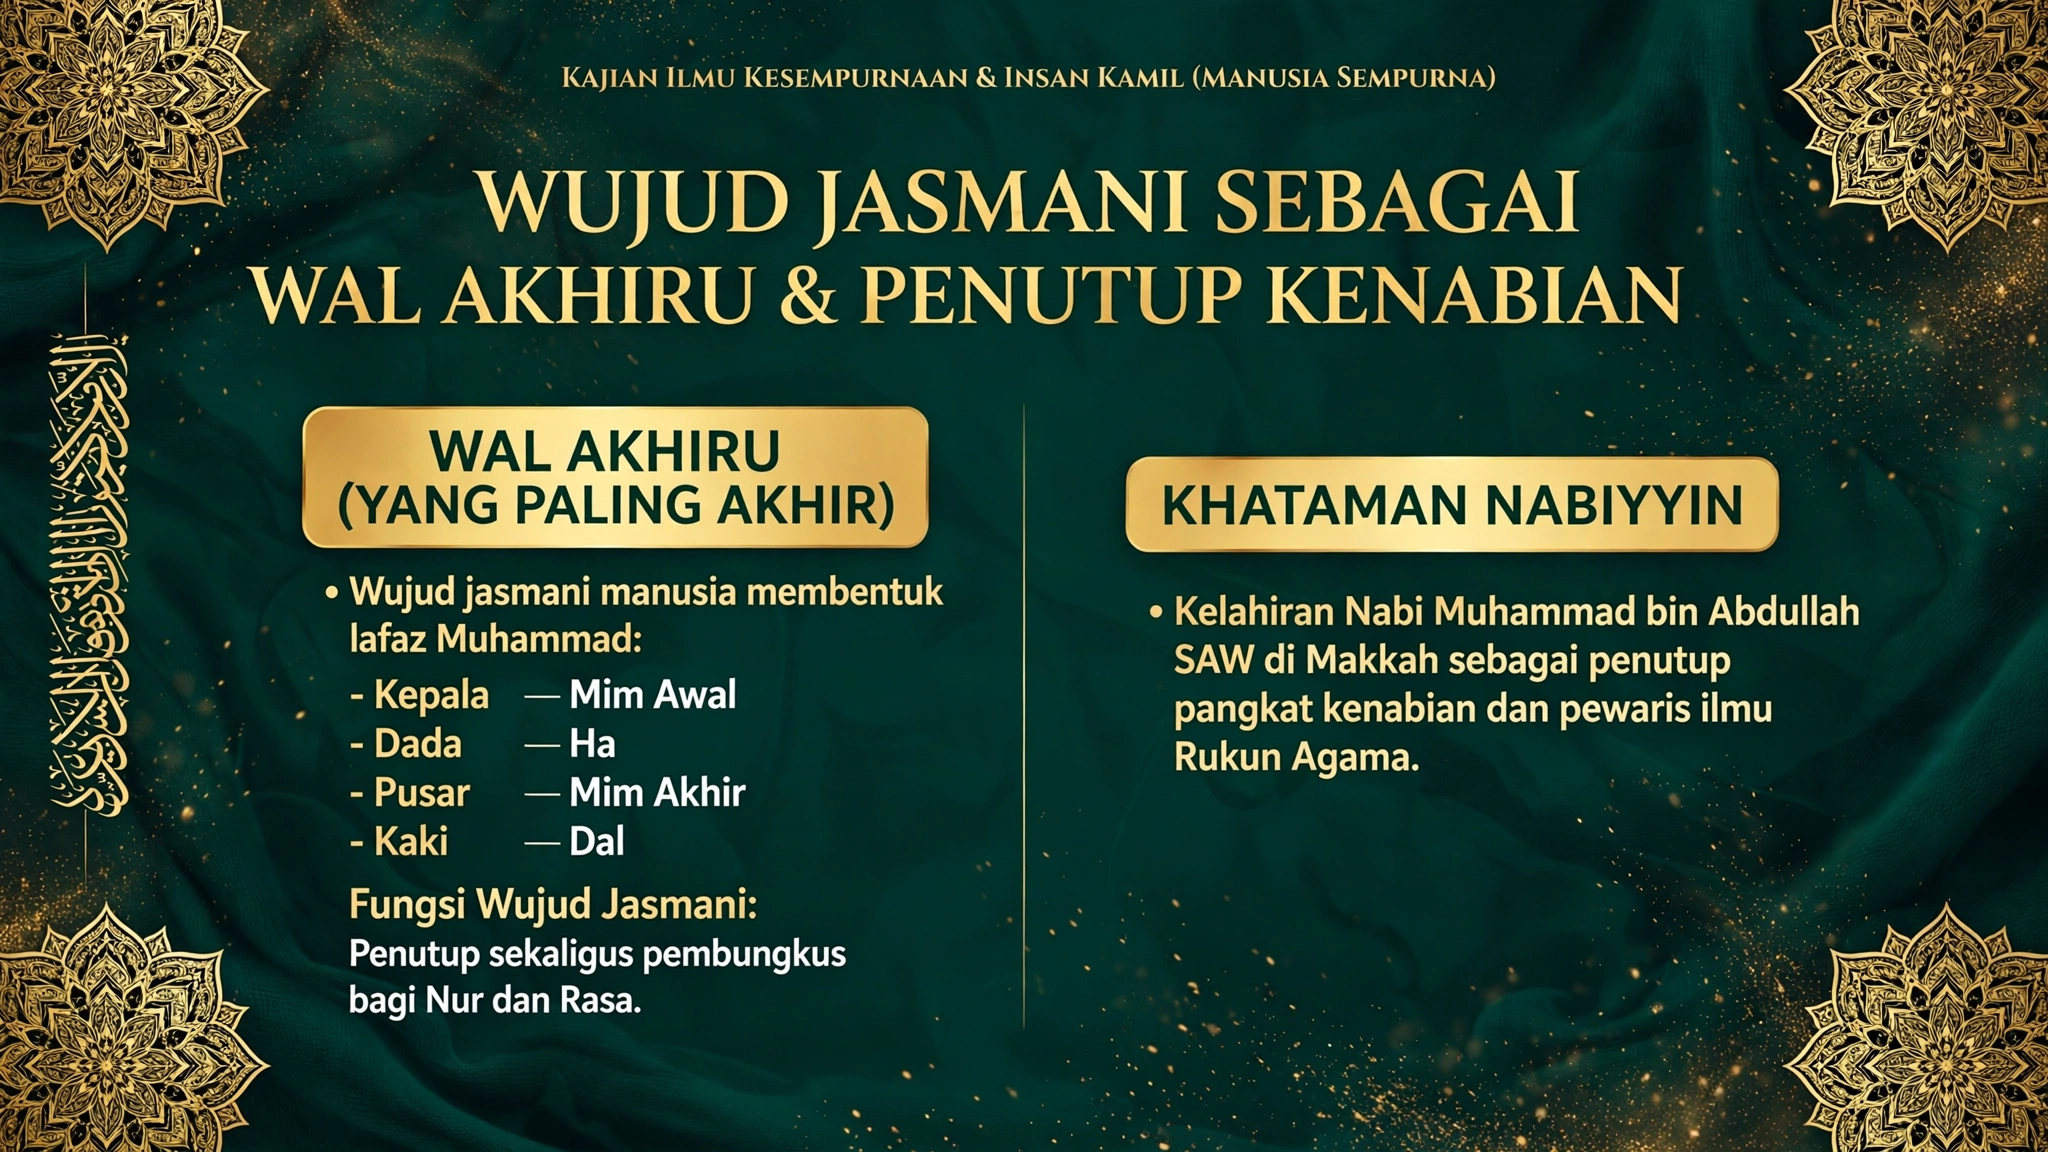 KAJIAN ILMU KESEMPURNAAN & INSAN KAMIL (MANUSIA SEMPURNA)
WUJUD JASMANI SEBAGAI
WAL AKHIRU & PENUTUP KENABIAN
WAL AKHIRU
(YANG PALING AKHIR)
• Wujud jasmani manusia membentuk
lafaz Muhammad:
- Kepala — Mim Awal
- Dada — Ha
- Pusar — Mim Akhir
- Kaki — Dal
Fungsi Wujud Jasmani:
Penutup sekaligus pembungkus
bagi Nur dan Rasa.
KHATAMAN NABIYYIN
• Kelahiran Nabi Muhammad bin Abdullah
SAW di Makkah sebagai penutup
pangkat kenabian dan pewaris ilmu
Rukun Agama.